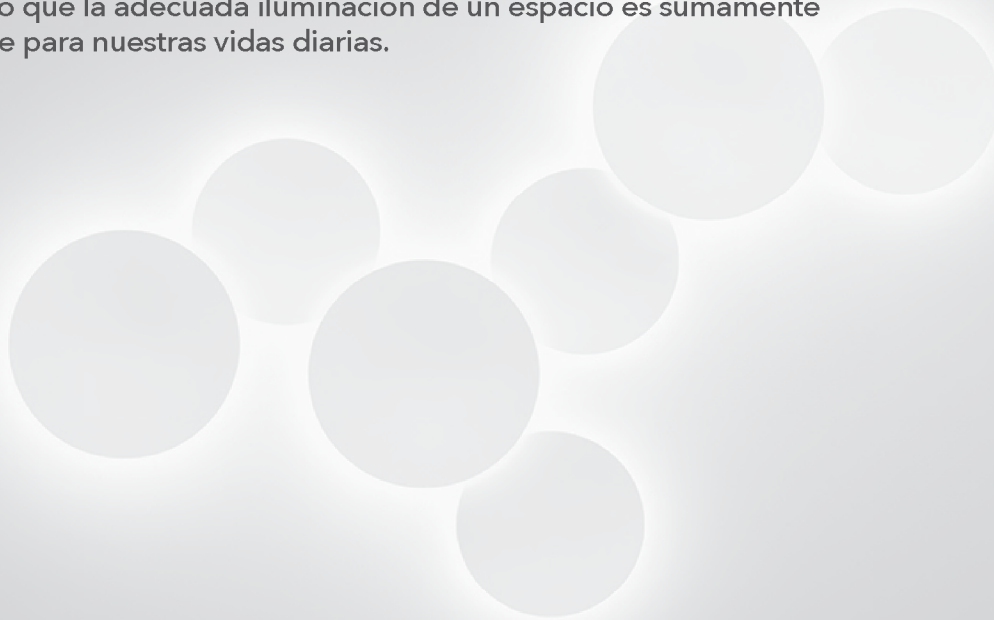 o que la adecuada iluminación de un espacio es sumamente
e para nuestras vidas diarias.